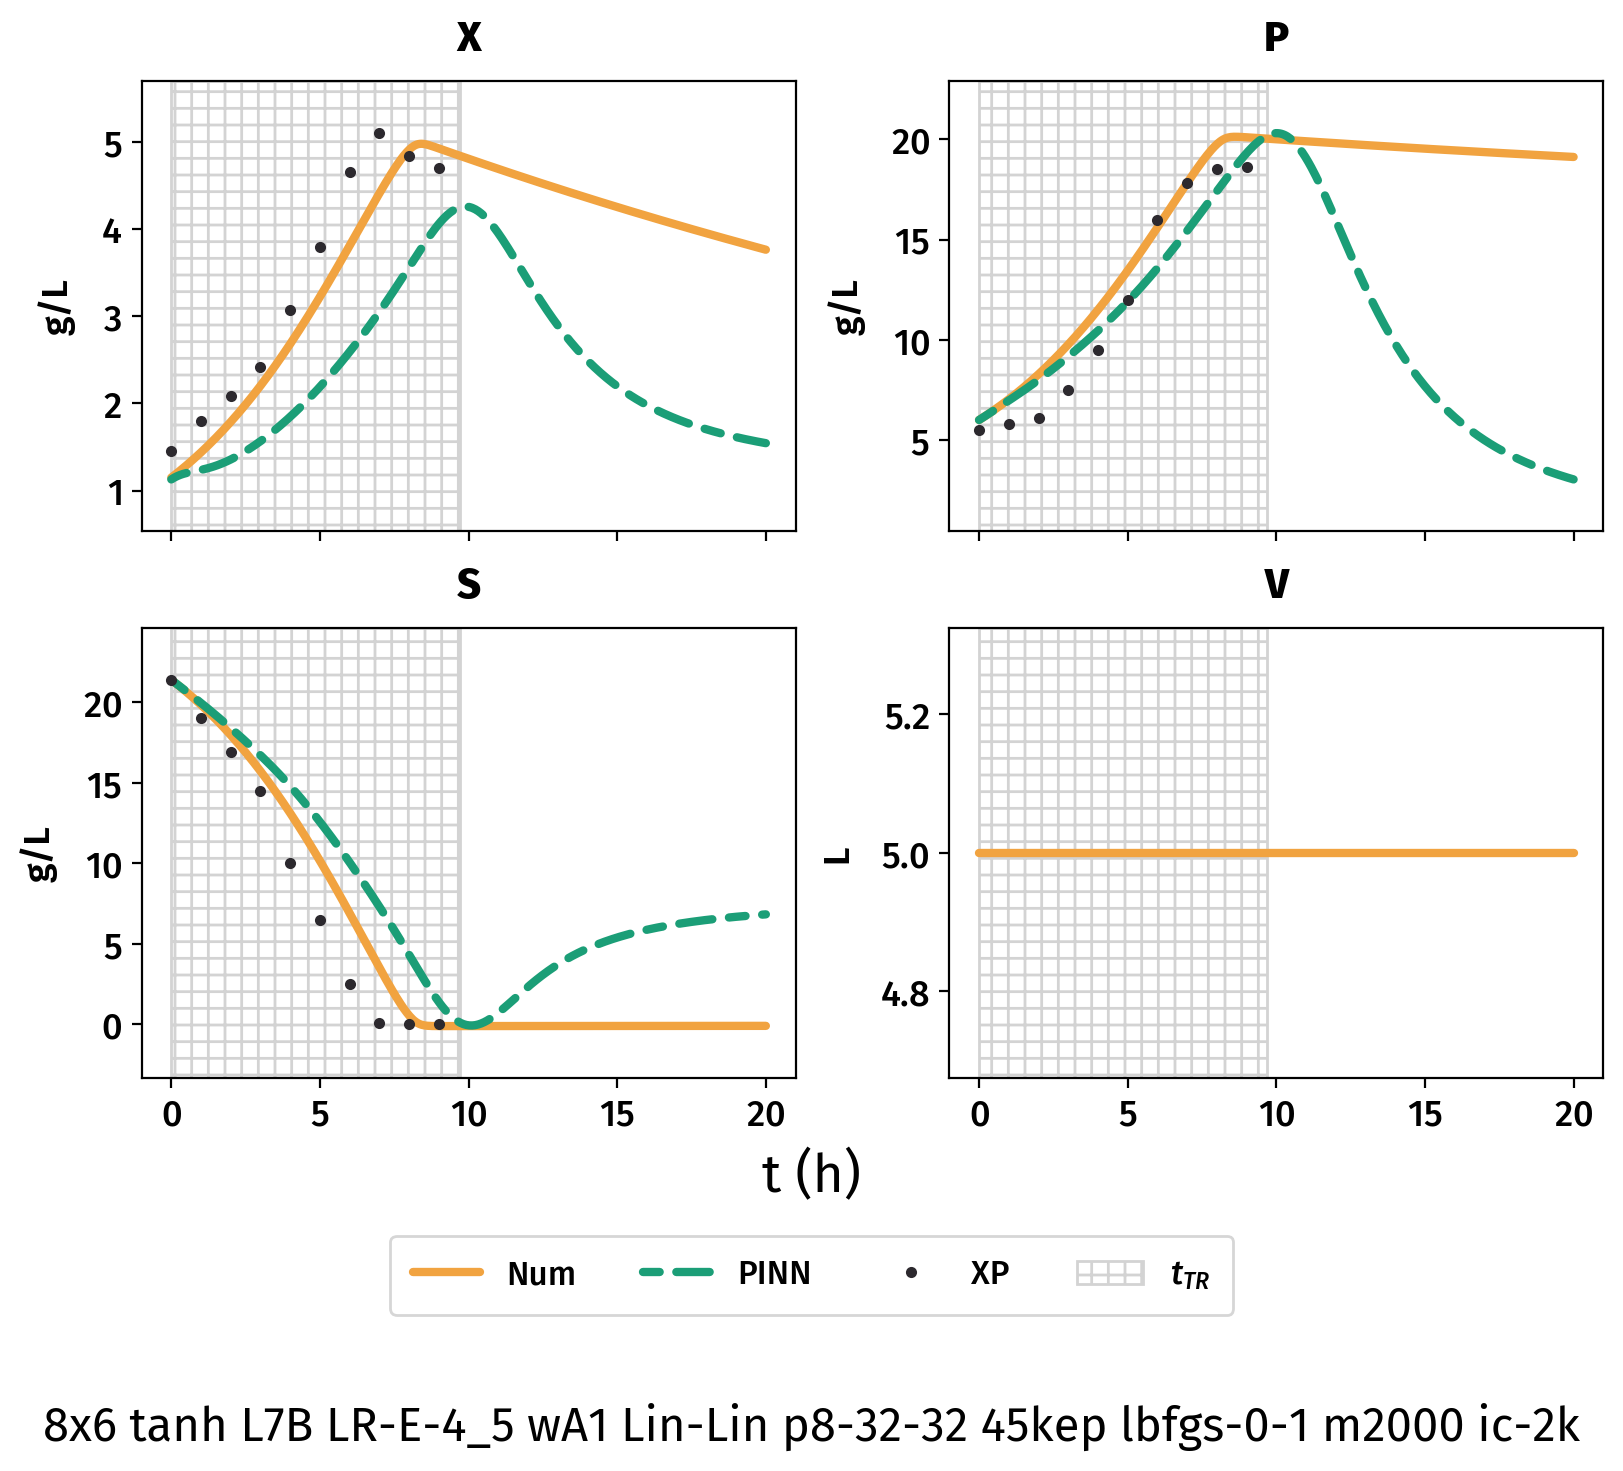 X
P
5
4
3
2
1
g/L
20
15
10
5
g/L
S
V
20
15
10
5
0
g/L
5.2
5.0
4.8
L
0 5 10 15 20
0 5 10 15 20
t (h)
Num PINN XP tTR
8x6 tanh L7B LR-E-4_5 wA1 Lin-Lin p8-32-32 45kep lbfgs-0-1 m2000 ic-2k